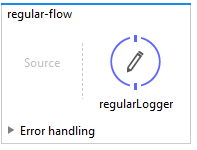 regular-flow
Source
regularLogger
Error handling